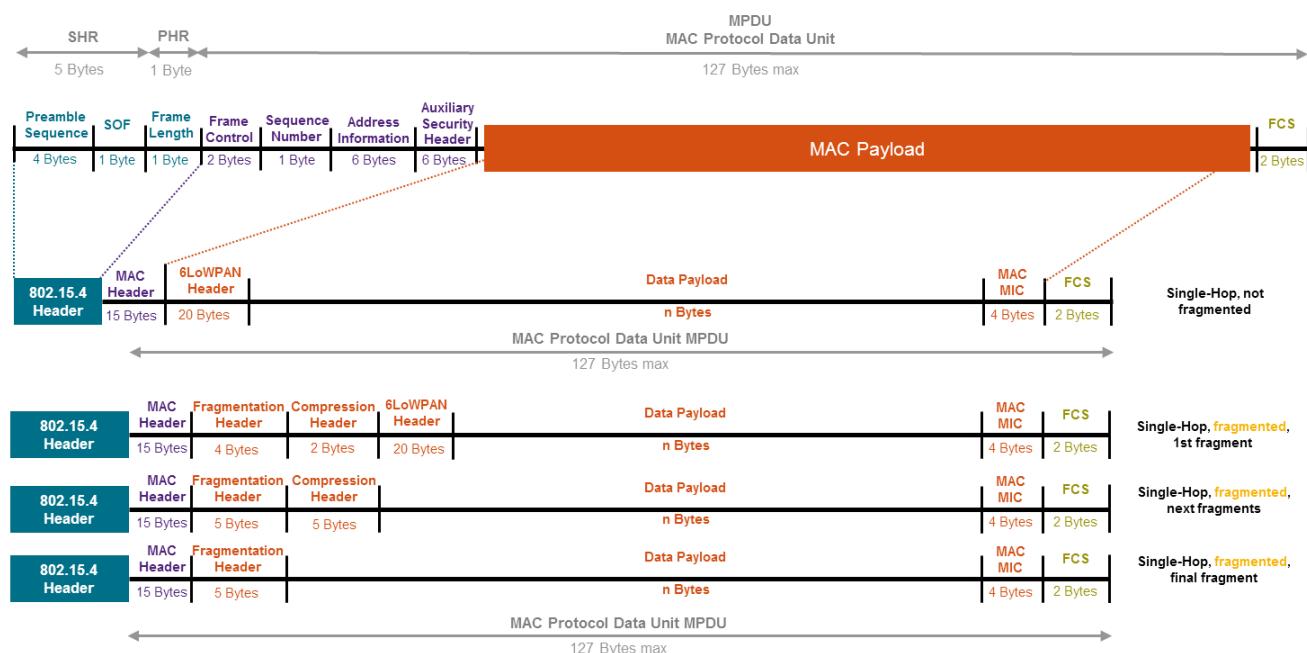 SHR
PHR
MPDU
MAC Protocol Data Unit
5 Bytes
1 Byte
127 Bytes max
Preamble
Sequence
SOF
Frame
Length
Frame
Control
Sequence
Number
Address
Information
Auxiliary
Security
Header
MAC Payload
FCS
4 Bytes
1 Byte
1 Byte
2 Bytes
1 Byte
6 Bytes
6 Bytes
2 Bytes
802.15.4
Header
MAC
Header
6LoWPAN
Header
Data Payload
MAC
MIC
FCS
15 Bytes
20 Bytes
n Bytes
4 Bytes
2 Bytes
Single-Hop, not
fragmented
MAC Protocol Data Unit MPDU
127 Bytes max
802.15.4
Header
MAC
Header
Fragmentation
Header
Compression
Header
6LoWPAN
Header
Data Payload
MAC
MIC
FCS
15 Bytes
4 Bytes
2 Bytes
20 Bytes
n Bytes
4 Bytes
2 Bytes
Single-Hop, fragmented,
1st fragment
802.15.4
Header
MAC
Header
Fragmentation
Header
Compression
Header
Data Payload
MAC
MIC
FCS
15 Bytes
5 Bytes
5 Bytes
n Bytes
4 Bytes
2 Bytes
Single-Hop, fragmented,
next fragments
802.15.4
Header
MAC
Header
Fragmentation
Header
Data Payload
MAC
MIC
FCS
15 Bytes
5 Bytes
n Bytes
4 Bytes
2 Bytes
Single-Hop, fragmented,
final fragment
MAC Protocol Data Unit MPDU
127 Bytes max